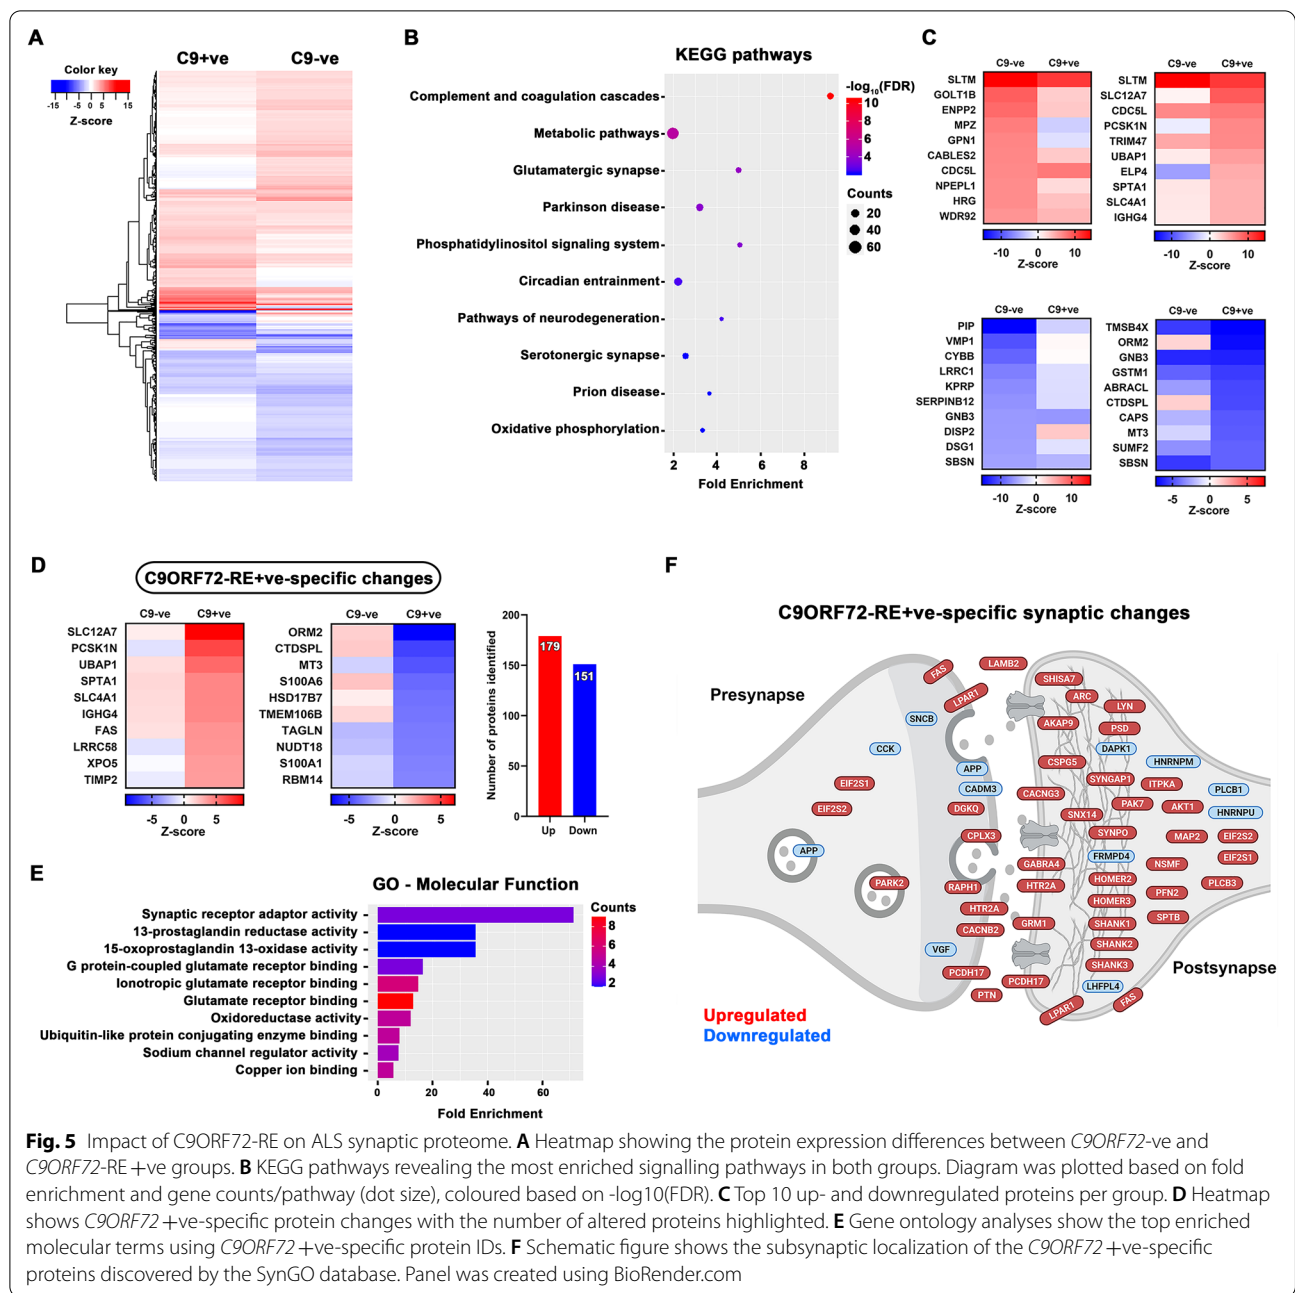 A
C9+ve C9-ve
Color key
-15 -5 0 5 15
Z-score
B
KEGG pathways
Complement and coagulation cascades
Metabolic pathways
Glutamatergic synapse
Parkinson disease
Phosphatidylinositol signaling system
Circadian entrainment
Pathways of neurodegeneration
Serotonergic synapse
Prion disease
Oxidative phosphorylation
2 4 6 8
Fold Enrichment
-log10(FDR)
10
8
6
4
Counts
20
40
60
C
C9-ve C9+ve
SLTM
GOLT1B
ENPP2
MPZ
GPN1
CABLES2
CDC5L
NPEPL1
HRG
WDR92
-10 0 10
Z-score
C9-ve C9+ve
SLTM
SLC12A7
CDC5L
PCSK1N
TRIM47
UBAP1
ELP4
SPTA1
SLC4A1
IGHG4
-10 0 10
Z-score
C9-ve C9+ve
PIP
VMP1
CYBB
LRRC1
KPRP
SERPINB12
GNB3
DISP2
DSG1
SBSN
-10 0 10
Z-score
C9-ve C9+ve
TMSB4X
ORM2
GNB3
GSTM1
ABRACL
CTDSPL
CAPS
MT3
SUMF2
SBSN
-5 0 5
Z-score
D
C9ORF72-RE+ve-specific changes
C9-ve C9+ve
SLC12A7
PCSK1N
UBAP1
SPTA1
SLC4A1
IGHG4
FAS
LRRC58
XPO5
TIMP2
-5 0 5
Z-score
C9-ve C9+ve
ORM2
CTDSPL
MT3
S100A6
HSD17B7
TMEM106B
TAGLN
NUDT18
S100A1
RBM14
-5 0 5
Z-score
Number of proteins identified
200
150
100
50
0
179
151
Up Down
E
GO - Molecular Function
Synaptic receptor adaptor activity
13-prostaglandin reductase activity
15-oxoprostaglandin 13-oxidase activity
G protein-coupled glutamate receptor binding
Ionotropic glutamate receptor binding
Glutamate receptor binding
Oxidoreductase activity
Ubiquitin-like protein conjugating enzyme binding
Sodium channel regulator activity
Copper ion binding
0 20 40 60
Fold Enrichment
Counts
8
6
4
2
F
C9ORF72-RE+ve-specific synaptic changes
Presynapse
FAS
LAMB2
LPAR1
SNCB
CCK
APP
CADM3
EIF2S1
EIF2S2
DGKQ
CPLX3
APP
PARK2
RAPH1
HTR2A
CACNB2
VGF
PCDH17
PTN
SHISA7
ARC
LYN
AKAP9
PSD
DAPK1
HNRNPM
CSPG5
SYNGAP1
ITPKA
PLCB1
CACNG3
PAK7
AKT1
HNRNPU
SNX14
SYNPO
MAP2
EIF2S2
GABRA4
FRMPD4
NSMF
EIF2S1
HTR2A
HOMER2
PFN2
PLCB3
HOMER3
GRM1
SHANK1
SPTB
SHANK2
SHANK3
PCDH17
LHFPL4
LPAR1
FAS
Postsynapse
Upregulated
Downregulated
Fig. 5 Impact of C9ORF72-RE on ALS synaptic proteome. A Heatmap showing the protein expression differences between C9ORF72-ve and
C9ORF72-RE +ve groups. B KEGG pathways revealing the most enriched signalling pathways in both groups. Diagram was plotted based on fold
enrichment and gene counts/pathway (dot size), coloured based on -log10(FDR). C Top 10 up- and downregulated proteins per group. D Heatmap
shows C9ORF72 +ve-specific protein changes with the number of altered proteins highlighted. E Gene ontology analyses show the top enriched
molecular terms using C9ORF72 +ve-specific protein IDs. F Schematic figure shows the subsynaptic localization of the C9ORF72 +ve-specific
proteins discovered by the SynGO database. Panel was created using BioRender.com